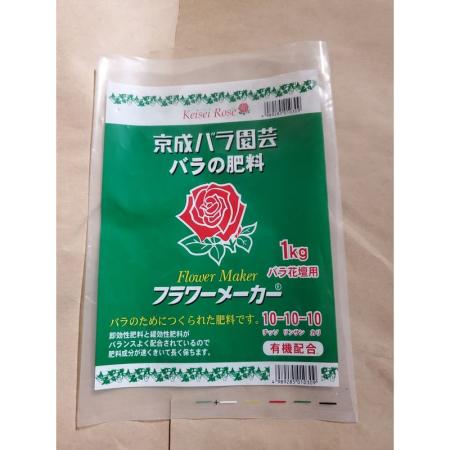 Keisei Rose
京成バラ園芸
バラの肥料
1kg
バラ花壇用
Flower Maker
フラワーメーカー®
バラのためにつくられた肥料です。
10-10-10
チッソ リンサン カリ
即効性肥料と緩効性肥料が
バランスよく配合されているので
肥料成分が速くきいて長く保ちます。
有機配合
4 989285 010309